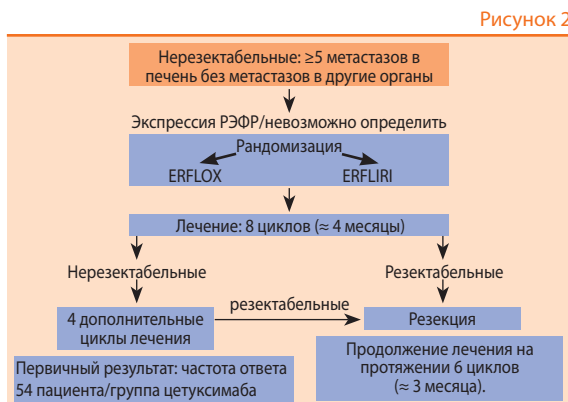 Рисунок 2
Нерезектабельные: ≥5 метастазов в
печень без метастазов в другие органы
Экспрессия РЭФР/невозможно определить
Рандомизация
ERFLOX ERFLIRI
Лечение: 8 циклов (≈ 4 месяцы)
Нерезектабельные Резектабельные
резектабельные
4 дополнительные
циклы лечения
Резекция
Первичный результат: частота ответа
54 пациента/группа цетуксимаба
Продолжение лечения на
протяжении 6 циклов
(≈ 3 месяца).